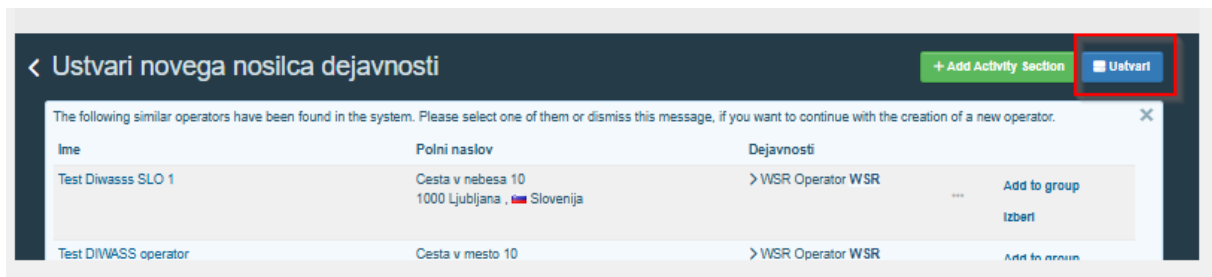 Ustvari novega nosilca dejavnosti
+ Add Activity Section
Ustvari
The following similar operators have been found in the system. Please select one of them or dismiss this message, if you want to continue with the creation of a new operator.
Ime Polni naslov Dejavnosti
Test Diwasss SLO 1 Cesta v nebesa 10 WSR Operator WSR Add to group
1000 Ljubljana , Slovenija
Izberi
Test DIWASS operator Cesta v mesto 10 WSR Operator WSR Add to group